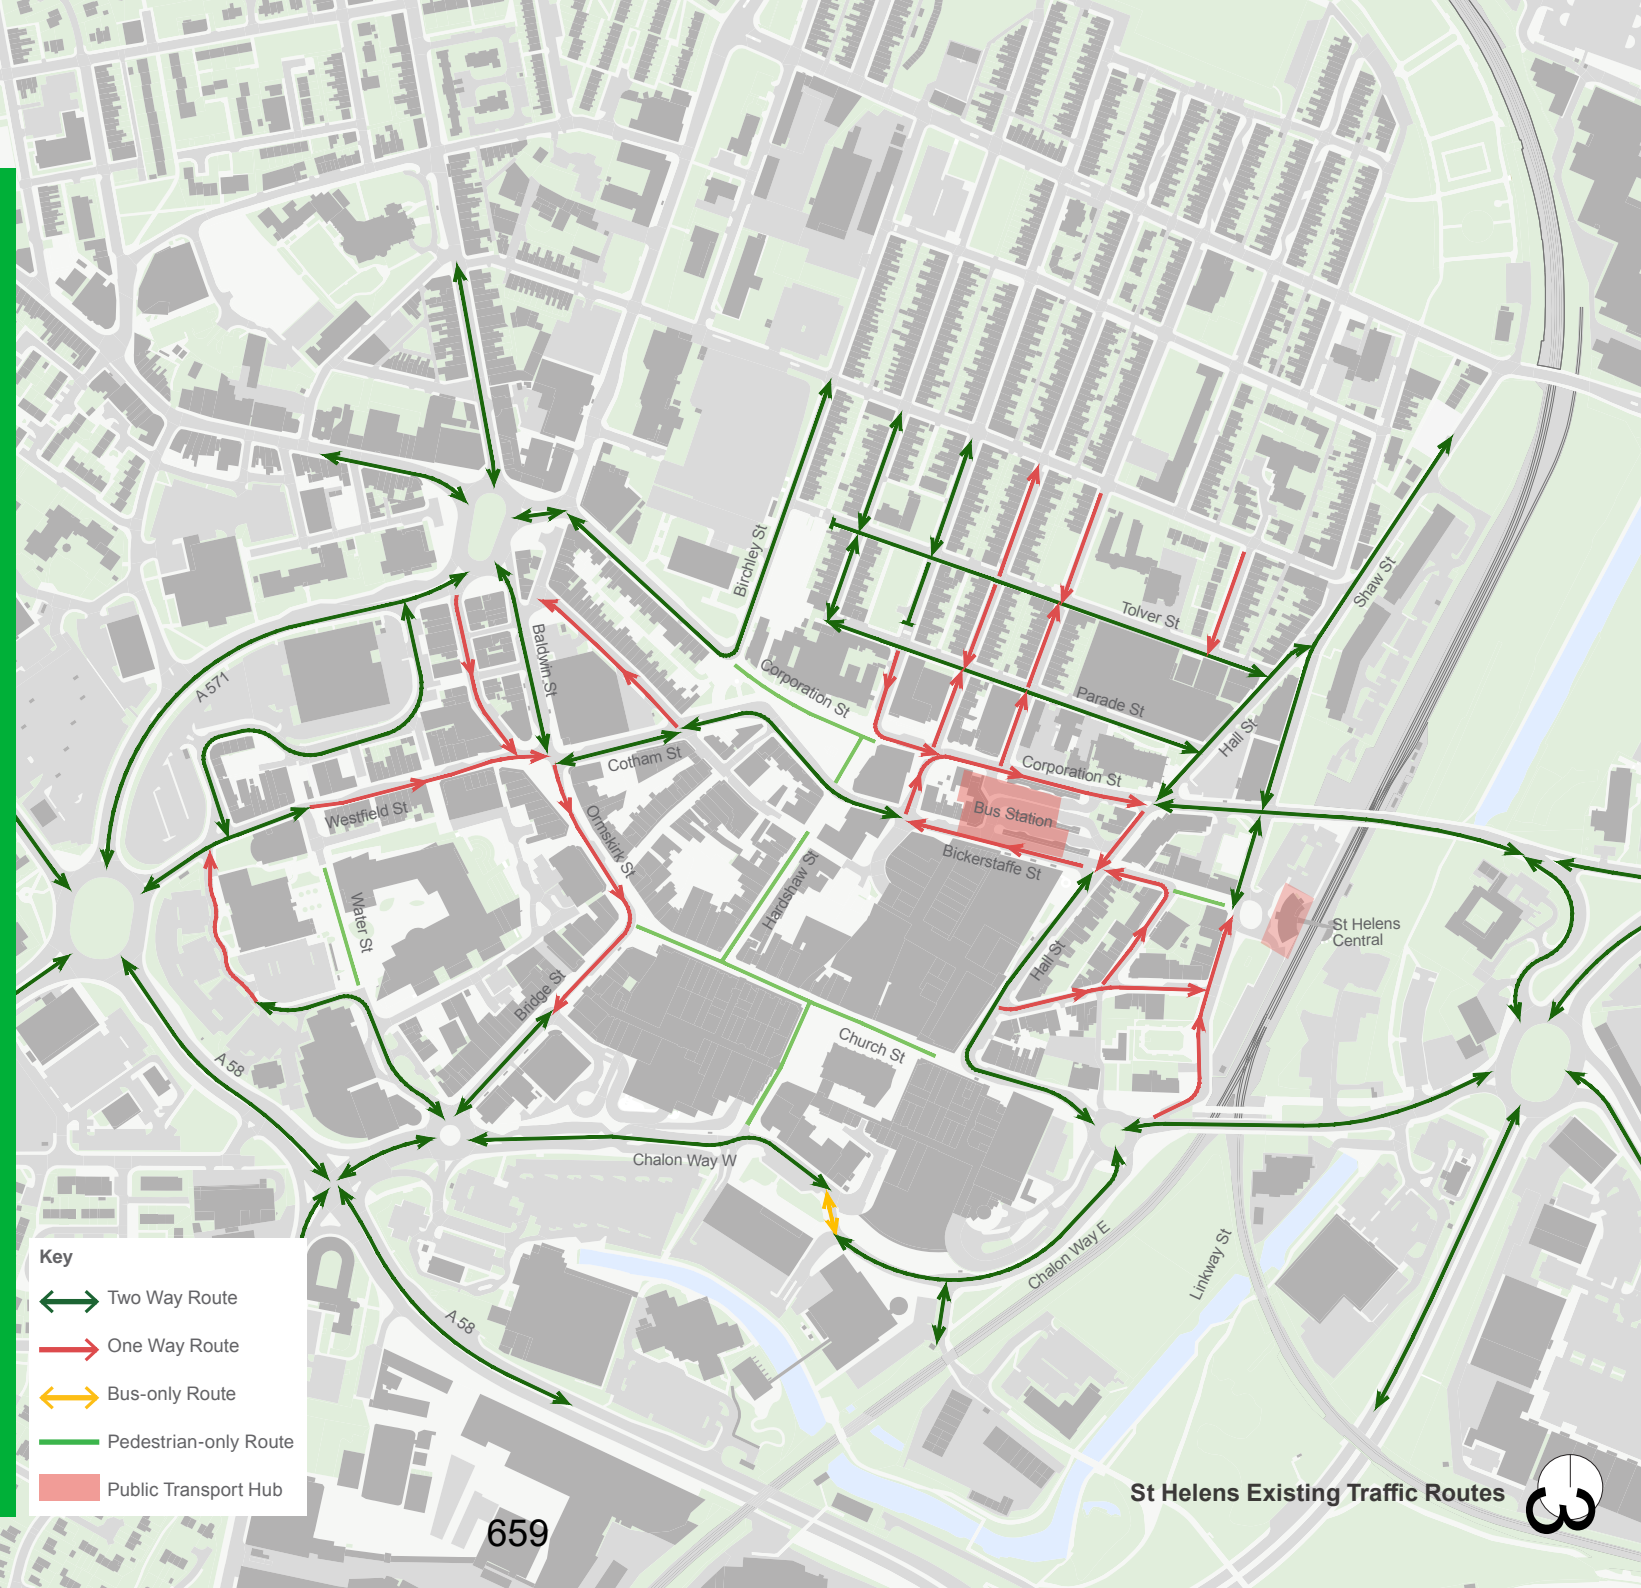 Birchley St
Shaw St
Tolver St
A 571
Baldwin St
Corporation St
Parade St
Hall St
Cotham St
Corporation St
Westfield St
Ormskirk St
Bus Station
Bickerstaffe St
Hardshaw St
Water St
St Helens
Central
Hall St
Bridge St
Church St
A 58
Chalon Way W
Chalon Way E
Linkway St
A 58
Key
Two Way Route
One Way Route
Bus-only Route
Pedestrian-only Route
Public Transport Hub
St Helens Existing Traffic Routes
659